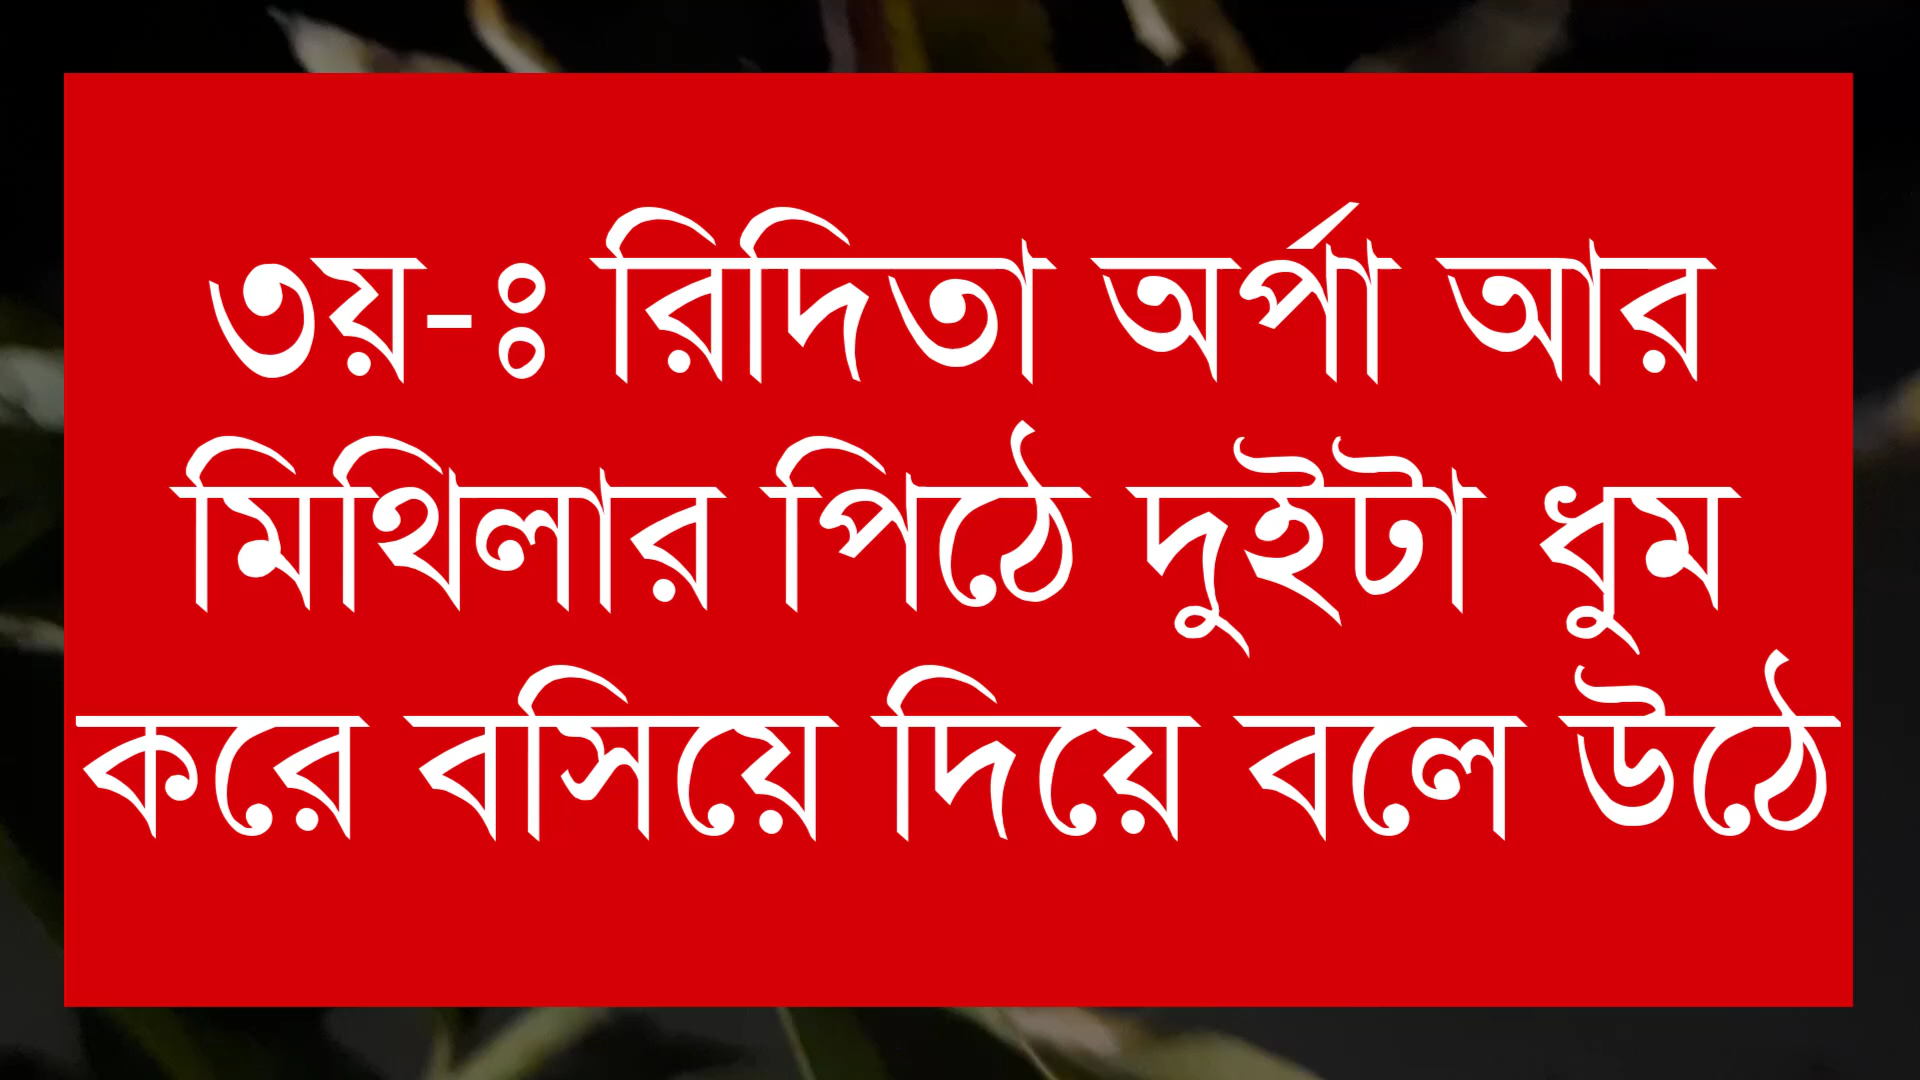 ৩য়-ঃ রিদিতা অর্পা আর
মিথিলার পিঠে দুইটা ধুম
করে বসিয়ে দিয়ে বলে উঠে